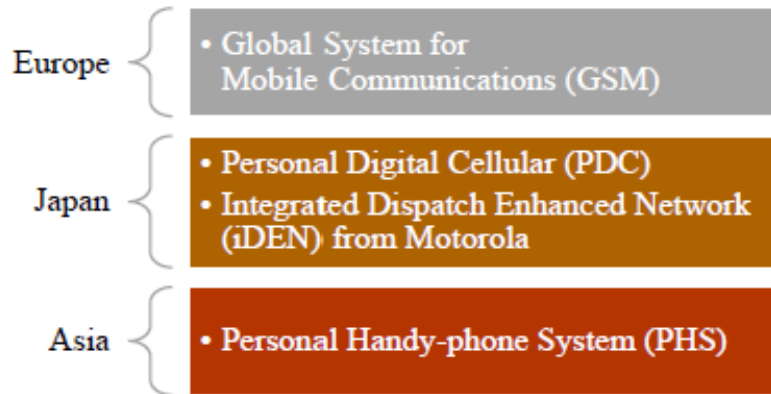 Europe
• Global System for
Mobile Communications (GSM)
Japan
• Personal Digital Cellular (PDC)
• Integrated Dispatch Enhanced Network
(iDEN) from Motorola
Asia
• Personal Handy-phone System (PHS)